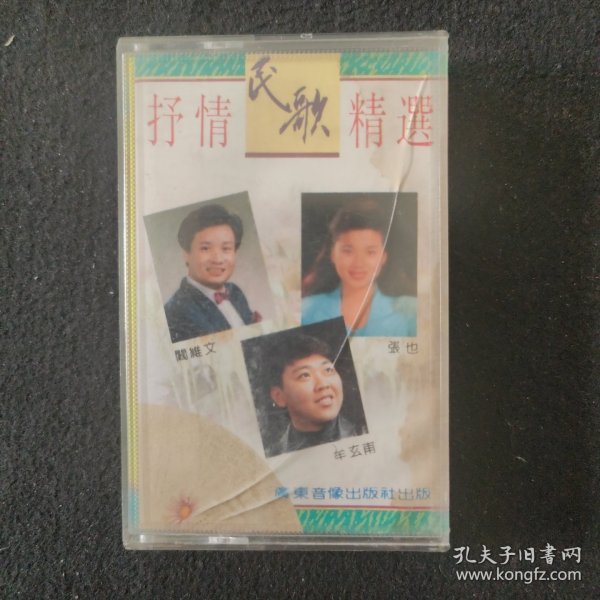 抒情民歌精選
閻維文
張也
牟玄甫
廣東音像出版社出版
孔夫子旧书网
www.kongfz.com